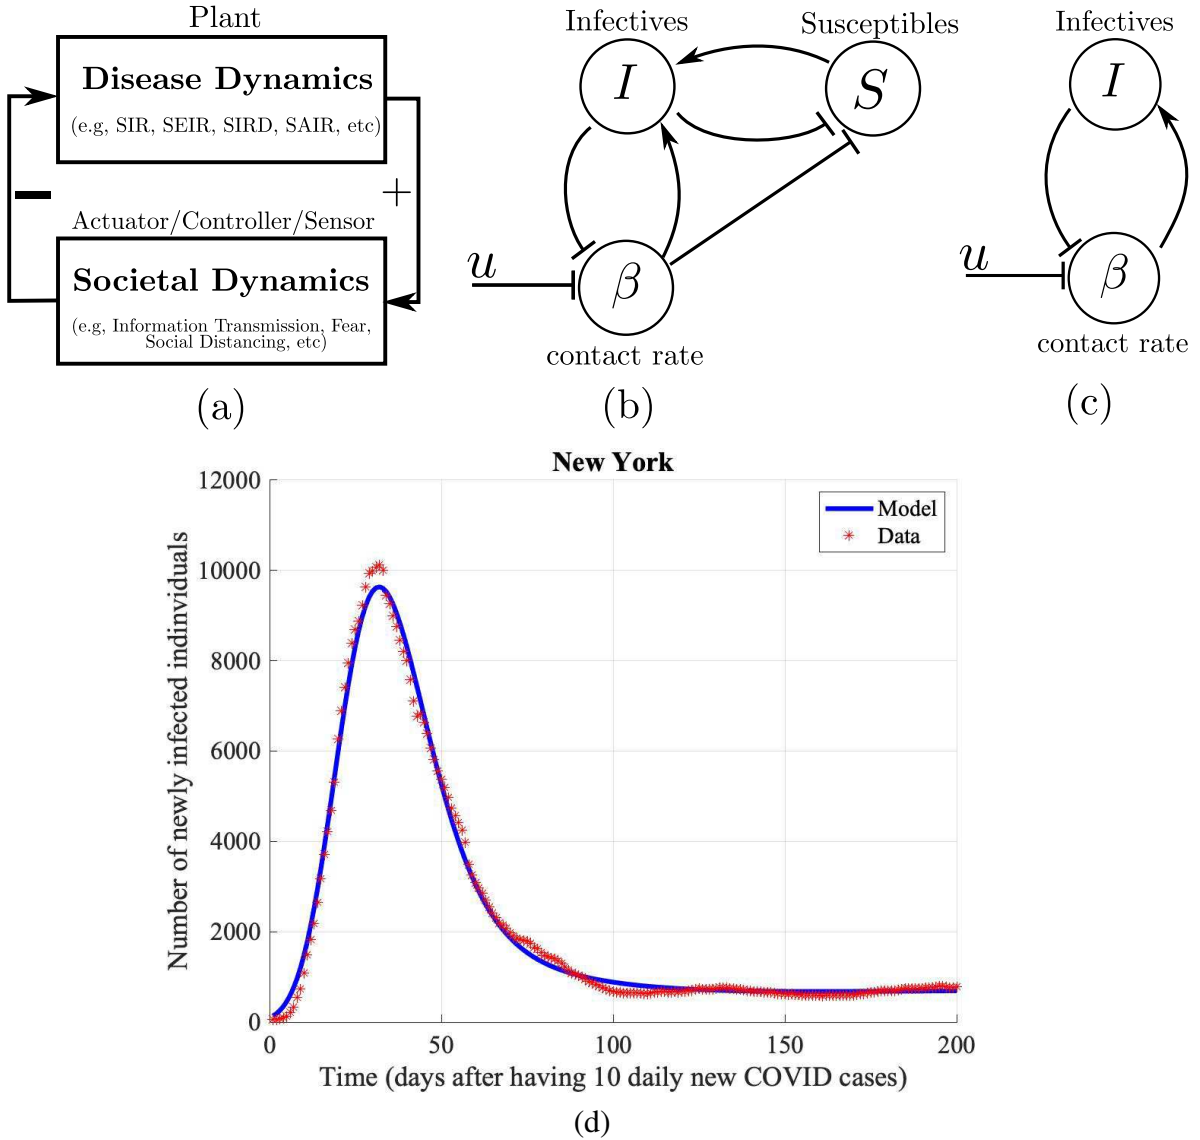 Plant
Disease Dynamics
(e.g, SIR, SEIR, SIRD, SAIR, etc)
− +
Actuator/Controller/Sensor
Societal Dynamics
(e.g, Information Transmission, Fear,
Social Distancing, etc)
(a)
Infectives
Susceptibles
I
S
u
β
contact rate
(b)
Infectives
I
u
β
contact rate
(c)
New York
Model
Data
Number of newly infected indinviduals
12000
10000
8000
6000
4000
2000
0
0 50 100 150 200
Time (days after having 10 daily new COVID cases)
(d)